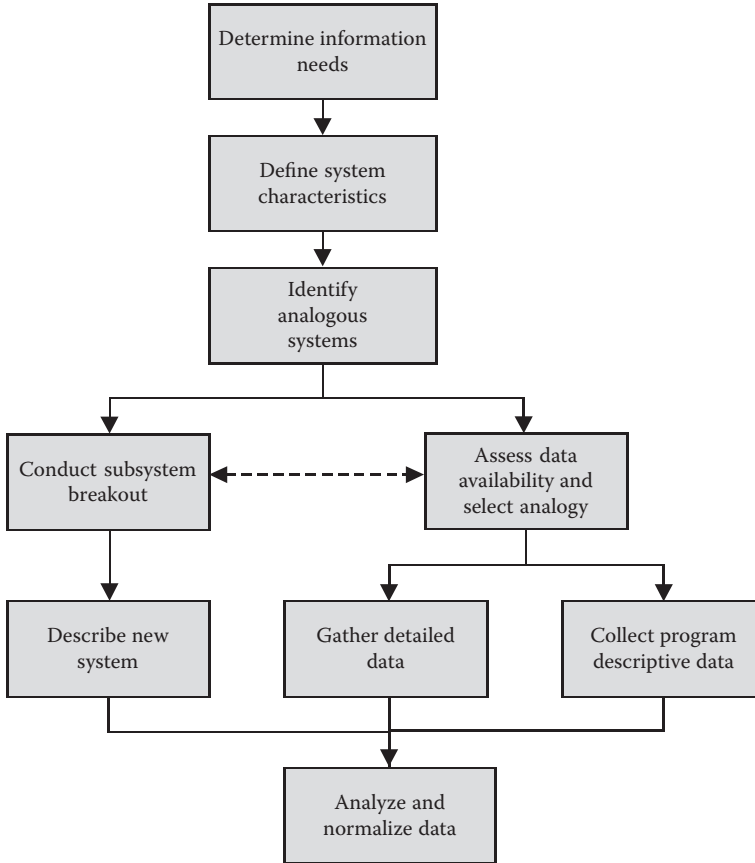 Determine information
needs
Define system
characteristics
Identify
analogous
systems
Conduct subsystem
breakout
Assess data
availability and
select analogy
Describe new
system
Gather detailed
data
Collect program
descriptive data
Analyze and
normalize data